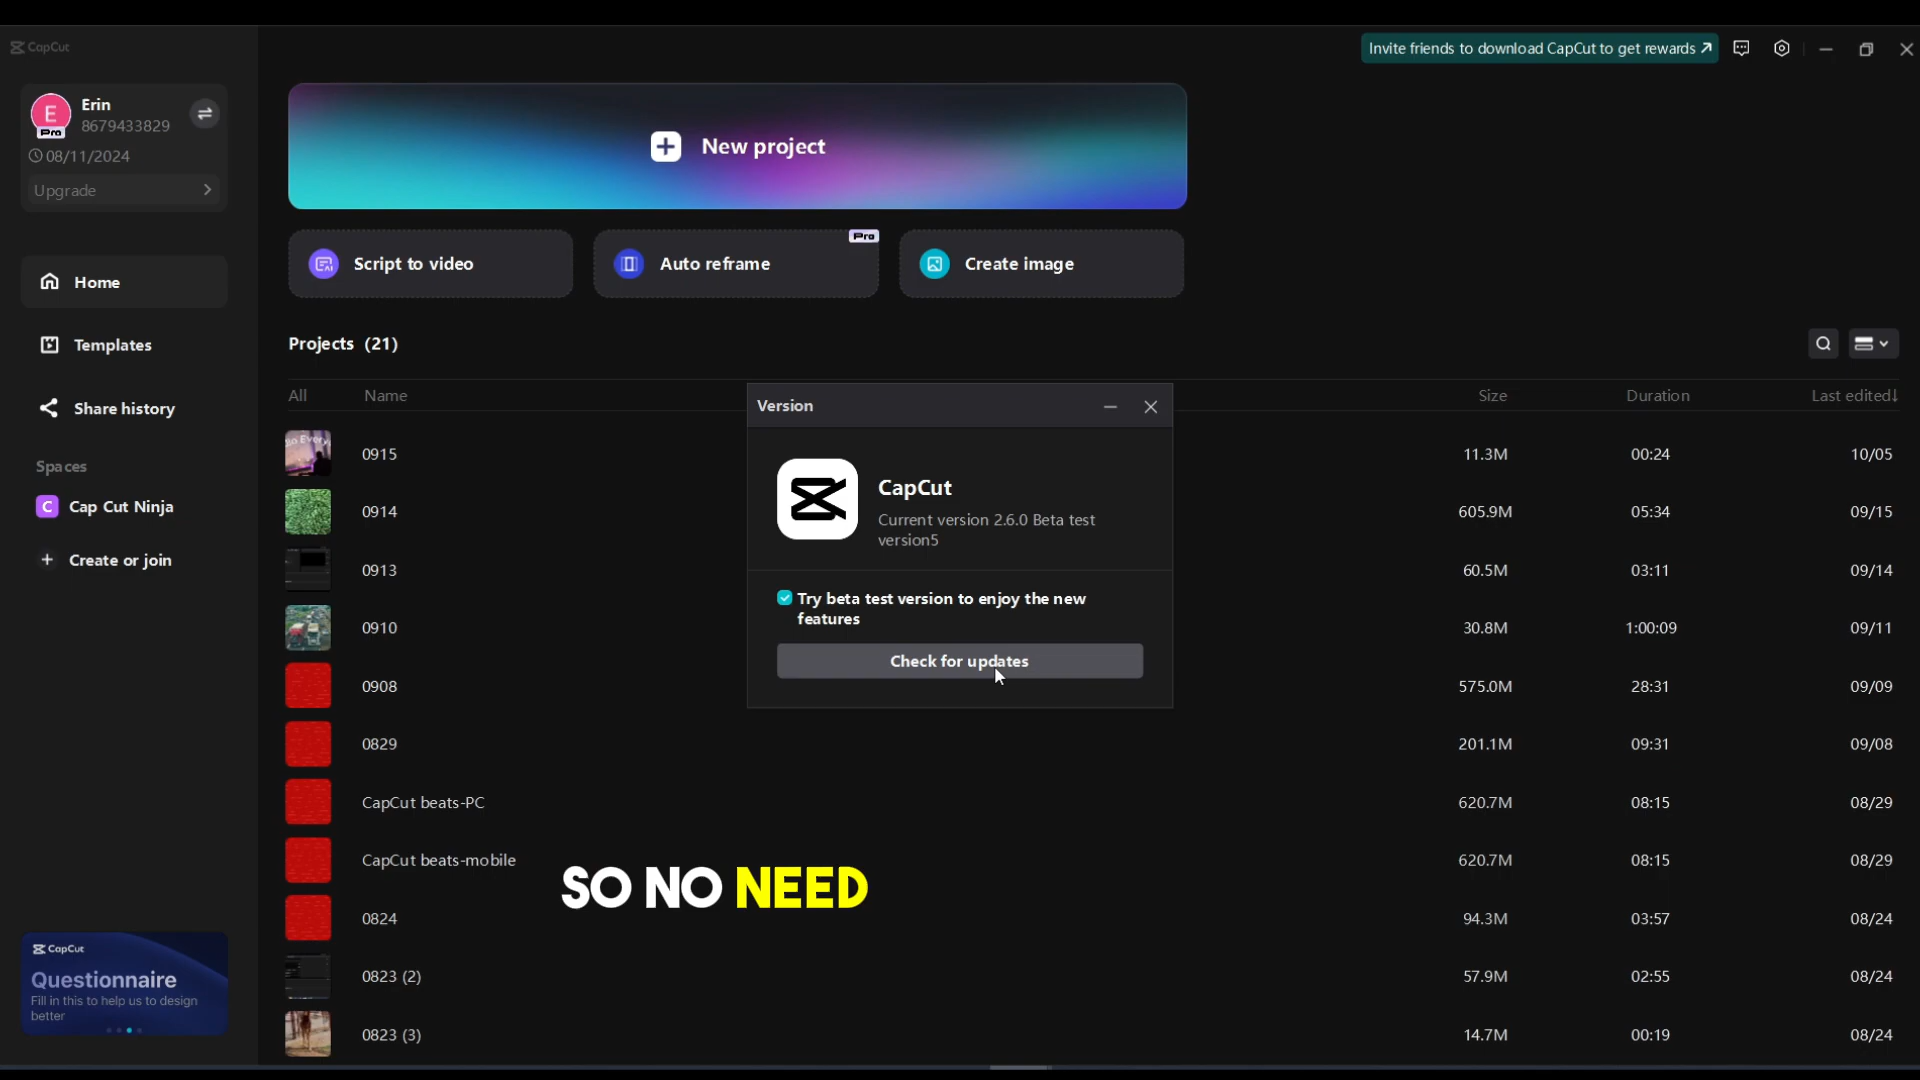 CapCut
Invite friends to download CapCut to get rewards
E
Pro
Erin
8679433829
08/11/2024
Upgrade
New project
Script to video
Auto reframe
Pro
Create image
Home
Templates
Share history
Spaces
C Cap Cut Ninja
Create or join
Projects (21)
All Name Size Duration Last edited
0915 11.3M 00:24 10/05
0914 605.9M 05:34 09/15
0913 60.5M 03:11 09/14
0910 30.8M 1:00:09 09/11
0908 575.0M 28:31 09/09
0829 201.1M 09:31 09/08
CapCut beats-PC 620.7M 08:15 08/29
CapCut beats-mobile 620.7M 08:15 08/29
0824 94.3M 03:57 08/24
0823 (2) 57.9M 02:55 08/24
0823 (3) 14.7M 00:19 08/24
Version
CapCut
Current version 2.6.0 Beta test
version5
Try beta test version to enjoy the new
features
Check for updates
SO NO NEED
CapCut
Questionnaire
Fill in this to help us to design
better